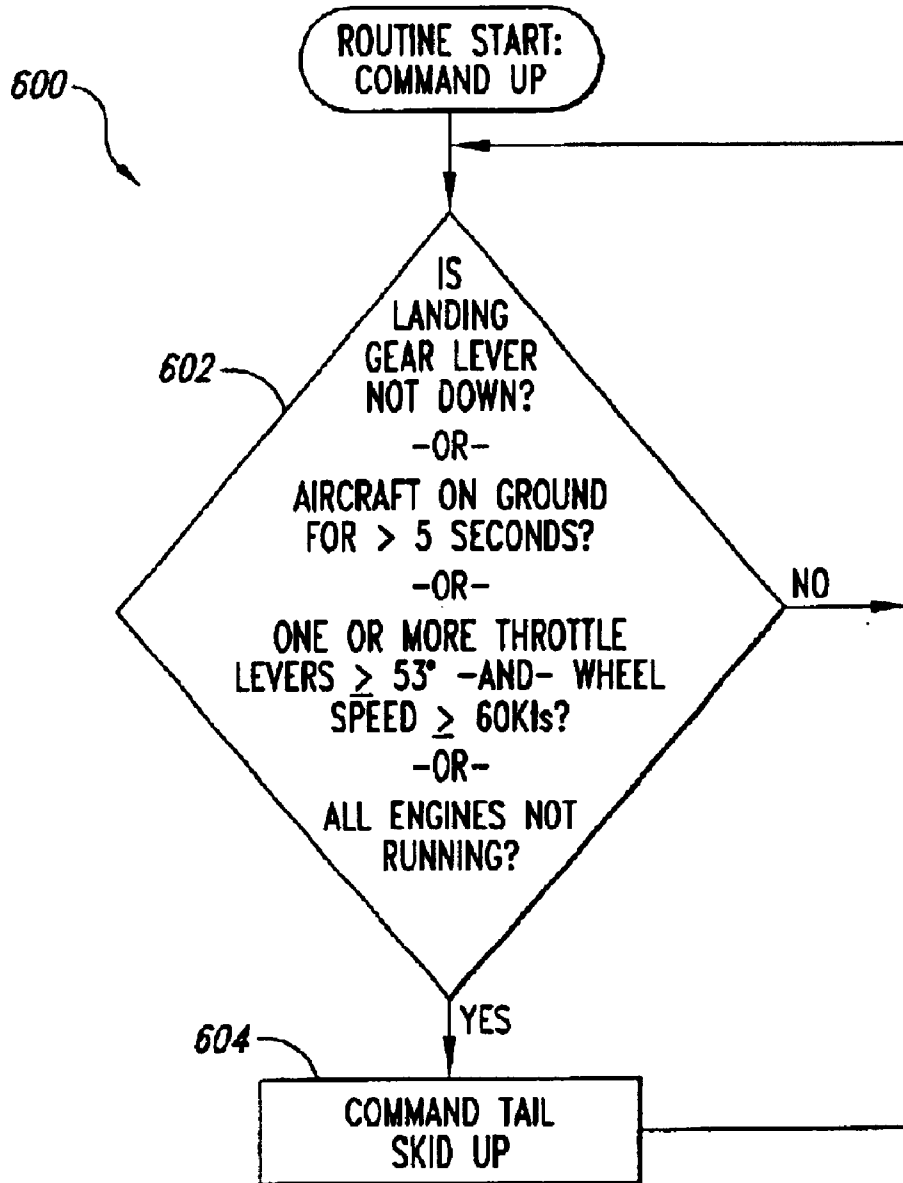 ROUTINE START:
COMMAND UP
600
IS
LANDING
GEAR LEVER
NOT DOWN?
602
-OR-
AIRCRAFT ON GROUND
FOR > 5 SECONDS?
-OR-
NO
ONE OR MORE THROTTLE
LEVERS ≥ 53° -AND- WHEEL
SPEED ≥ 60Kts?
-OR-
ALL ENGINES NOT
RUNNING?
YES
604
COMMAND TAIL
SKID UP